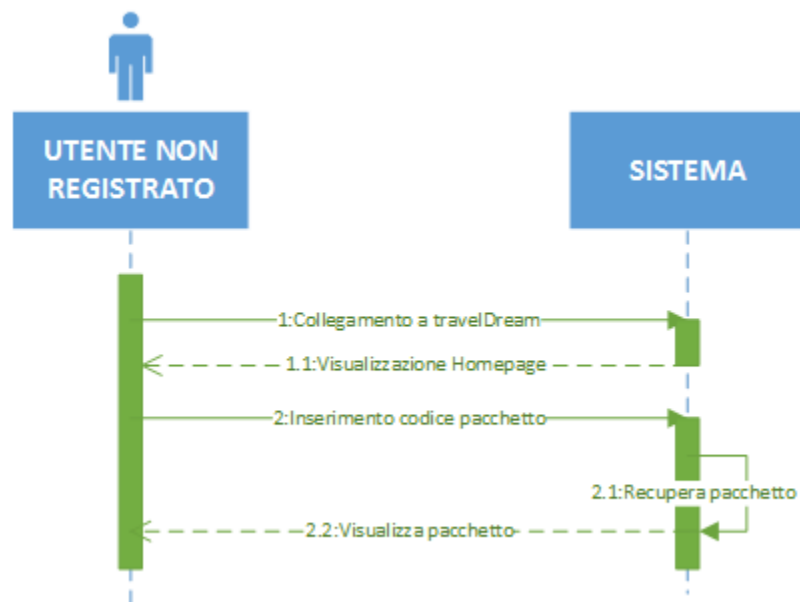 UTENTE NON
REGISTRATO
SISTEMA
1:Collegamento a travelDream
1.1:Visualizzazione Homepage
2:Inserimento codice pacchetto
2.1:Recupera pacchetto
2.2:Visualizza pacchetto